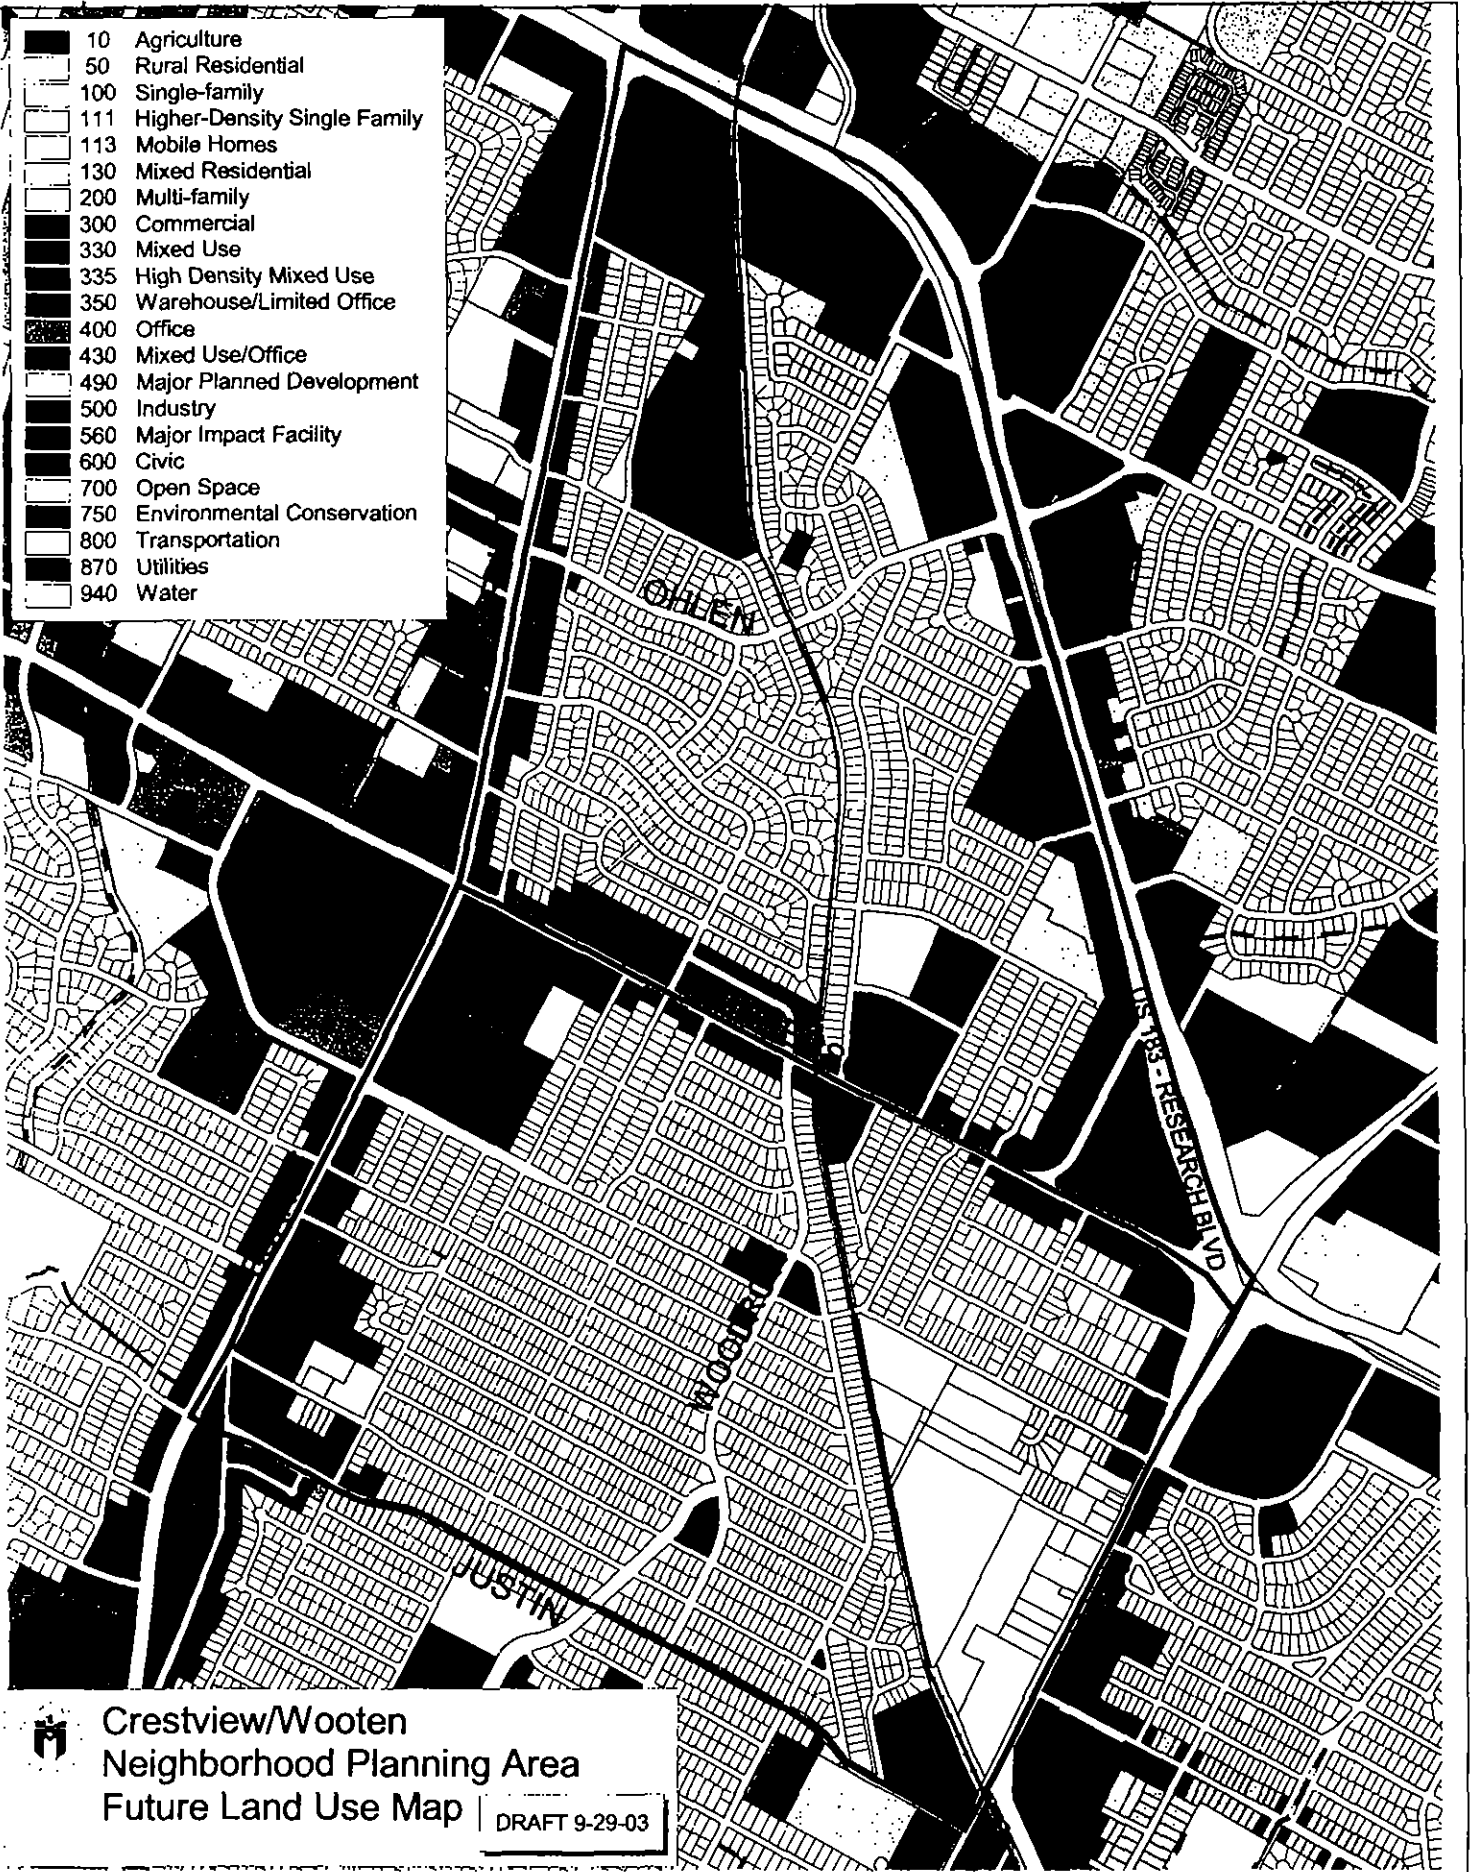 10 Agriculture
50 Rural Residential
100 Single-family
111 Higher-Density Single Family
113 Mobile Homes
130 Mixed Residential
200 Multi-family
300 Commercial
330 Mixed Use
335 High Density Mixed Use
350 Warehouse/Limited Office
400 Office
430 Mixed Use/Office
490 Major Planned Development
500 Industry
560 Major Impact Facility
600 Civic
700 Open Space
750 Environmental Conservation
800 Transportation
870 Utilities
940 Water
OHLEN
US 183 - RESEARCH BLVD
JUSTIN
Crestview/Wooten
Neighborhood Planning Area
Future Land Use Map
DRAFT 9-29-03